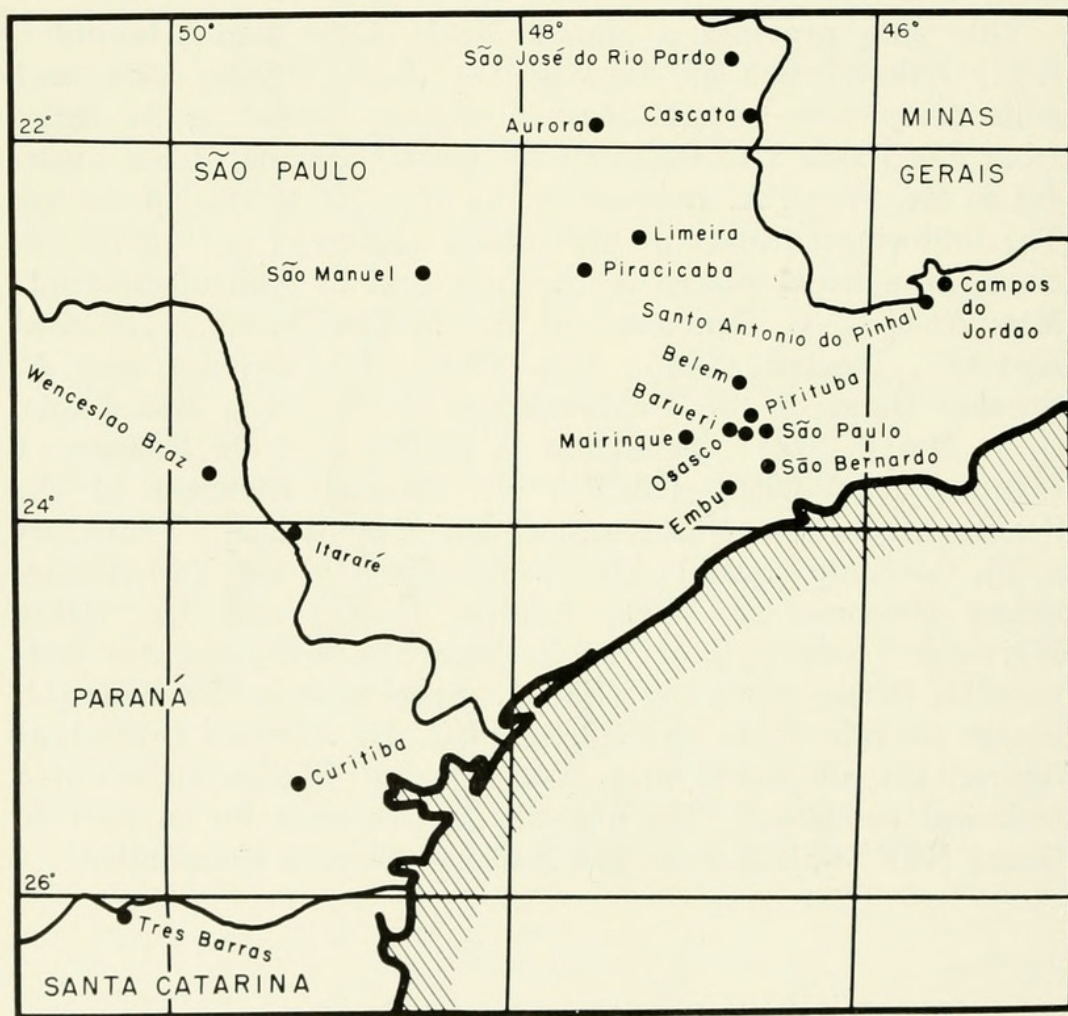 50°
48°
46°
São José do Rio Pardo
Cascata
Aurora
MINAS
GERAIS
22°
SÃO PAULO
Limeira
São Manuel
Piracicaba
Campos
do
Jordao
Santo Antonio do Pinhal
Belem
Pirituba
Barueri
Wenceslao Braz
Mairinque
São Paulo
Osasco
São Bernardo
Embu
24°
Itararé
PARANÁ
Curitiba
26°
Tres Barras
SANTA CATARINA